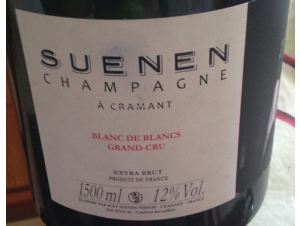 SUENEN
CHAMPAGNE
À CRAMANT
BLANC DE BLANCS
GRAND-CRU
EXTRA BRUT
PRODUIT DE FRANCE
1500 ml 12% Vol.